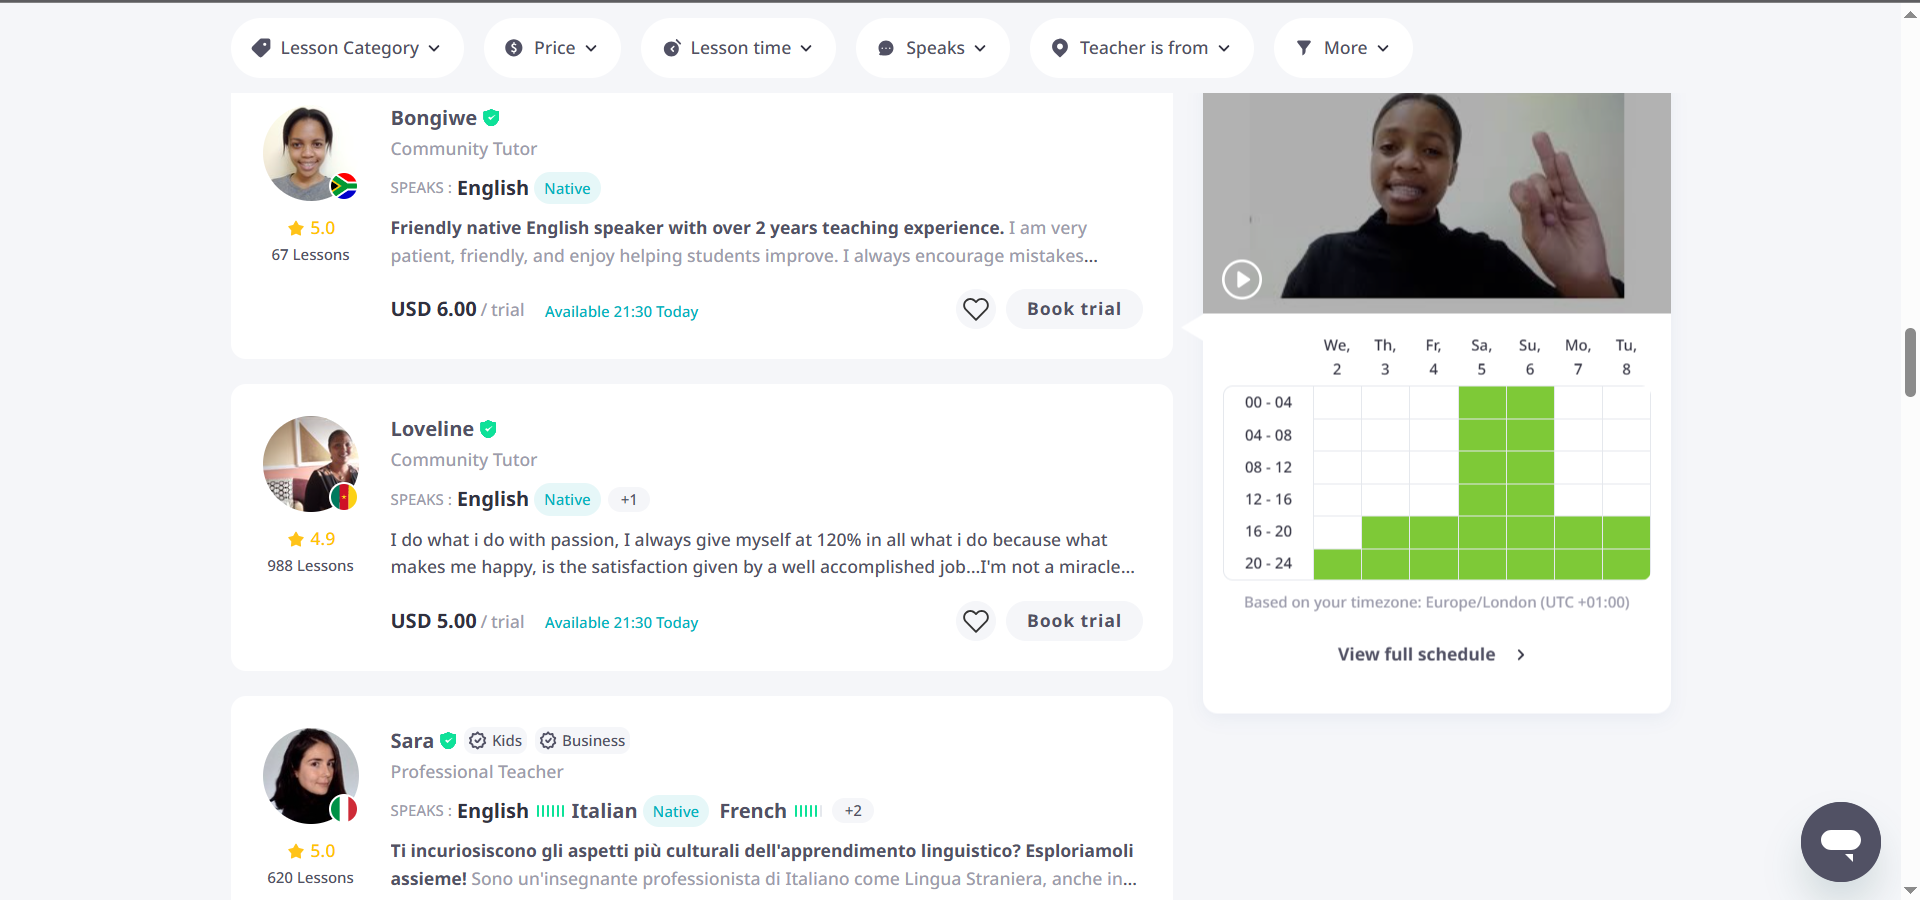 Lesson Category
Price
Lesson time
Speaks
Teacher is from
More
Bongiwe
Community Tutor
SPEAKS : English Native
5.0
67 Lessons
Friendly native English speaker with over 2 years teaching experience. I am very
patient, friendly, and enjoy helping students improve. I always encourage mistakes...
USD 6.00 / trial Available 21:30 Today
Book trial
Loveline
Community Tutor
SPEAKS : English Native +1
4.9
988 Lessons
I do what i do with passion, I always give myself at 120% in all what i do because what
makes me happy, is the satisfaction given by a well accomplished job...I'm not a miracle...
USD 5.00 / trial Available 21:30 Today
Book trial
Sara Kids Business
Professional Teacher
SPEAKS : English Italian Native French +2
5.0
620 Lessons
Ti incuriosiscono gli aspetti più culturali dell'apprendimento linguistico? Esploriamoli
assieme! Sono un'insegnante professionista di Italiano come Lingua Straniera, anche in...
We, Th, Fr, Sa, Su, Mo, Tu,
2 3 4 5 6 7 8
00 - 04
04 - 08
08 - 12
12 - 16
16 - 20
20 - 24
Based on your timezone: Europe/London (UTC +01:00)
View full schedule